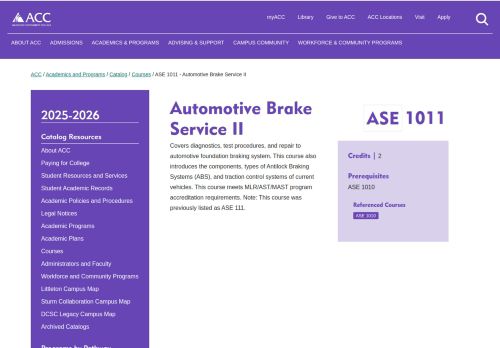 ACC
myACC Library Give to ACC ACC Locations Visit Apply
ABOUT ACC ADMISSIONS ACADEMICS & PROGRAMS ADVISING & SUPPORT CAMPUS COMMUNITY WORKFORCE & COMMUNITY PROGRAMS
ACC / Academics and Programs / Catalog / Courses / ASE 1011 - Automotive Brake Service II
2025-2026
Catalog Resources
About ACC
Paying for College
Student Resources and Services
Student Academic Records
Academic Policies and Procedures
Legal Notices
Academic Programs
Academic Plans
Courses
Administrators and Faculty
Workforce and Community Programs
Littleton Campus Map
Sturm Collaboration Campus Map
DCSC Legacy Campus Map
Archived Catalogs
Programs by Pathway
Automotive Brake
Service II
Covers diagnostics, test procedures, and repair to
automotive foundation braking system. This course also
introduces the components, types of Antilock Braking
Systems (ABS), and traction control systems of current
vehicles. This course meets MLR/AST/MAST program
accreditation requirements. Note: This course was
previously listed as ASE 111.
ASE 1011
Credits | 2
Prerequisites
ASE 1010
Referenced Courses
ASE 1010